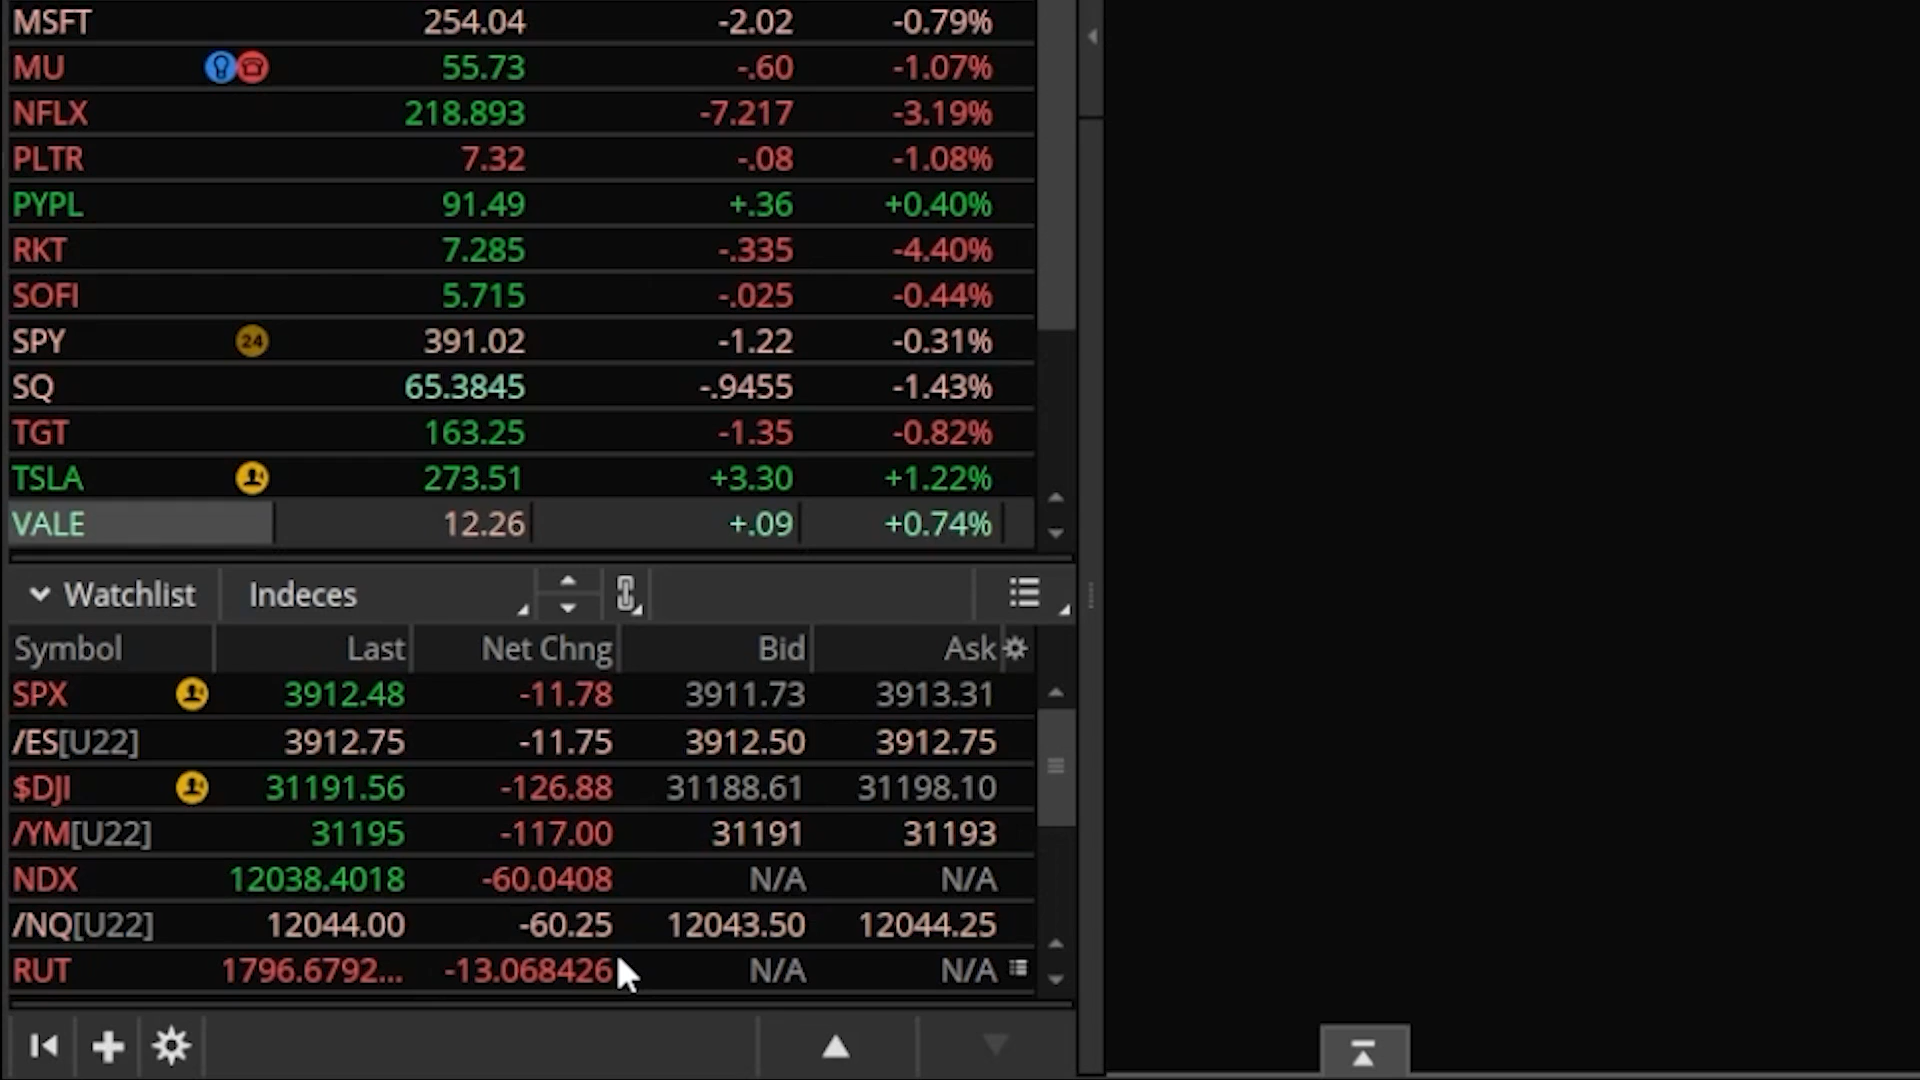 MSFT 254.04 -2.02 -0.79%
MU 55.73 -.60 -1.07%
NFLX 218.893 -7.217 -3.19%
PLTR 7.32 -.08 -1.08%
PYPL 91.49 +.36 +0.40%
RKT 7.285 -.335 -4.40%
SOFI 5.715 -.025 -0.44%
SPY 24 391.02 -1.22 -0.31%
SQ 65.3845 -.9455 -1.43%
TGT 163.25 -1.35 -0.82%
TSLA 273.51 +3.30 +1.22%
VALE 12.26 +.09 +0.74%
Watchlist Indeces
Symbol Last Net Chng Bid Ask
SPX 3912.48 -11.78 3911.73 3913.31
/ES[U22] 3912.75 -11.75 3912.50 3912.75
$DJI 31191.56 -126.88 31188.61 31198.10
/YM[U22] 31195 -117.00 31191 31193
NDX 12038.4018 -60.0408 N/A N/A
/NQ[U22] 12044.00 -60.25 12043.50 12044.25
RUT 1796.6792... -13.068426 N/A N/A